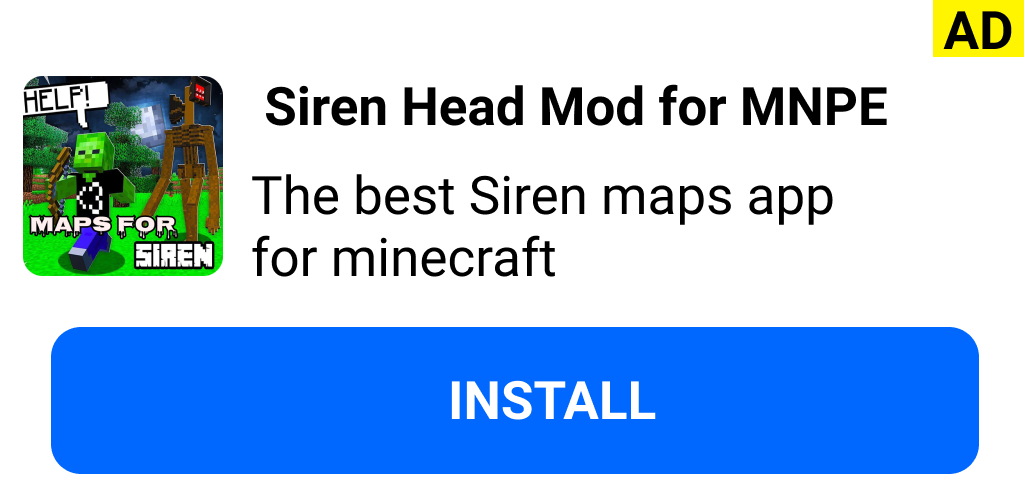 AD
HELP!
MAPS FOR
SIREN
Siren Head Mod for MNPE
The best Siren maps app
for minecraft
INSTALL